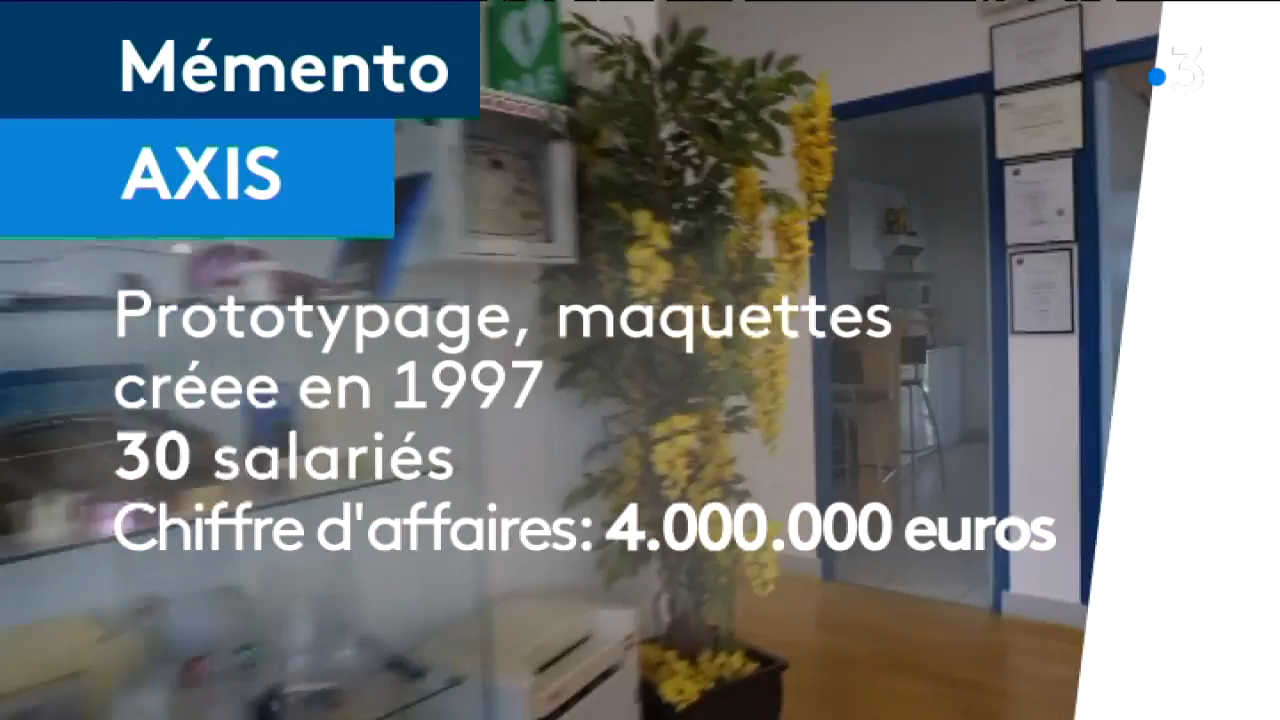 Mémento
AXIS
3
Prototypage, maquettes
créee en 1997
30 salariés
Chiffre d'affaires: 4.000.000 euros